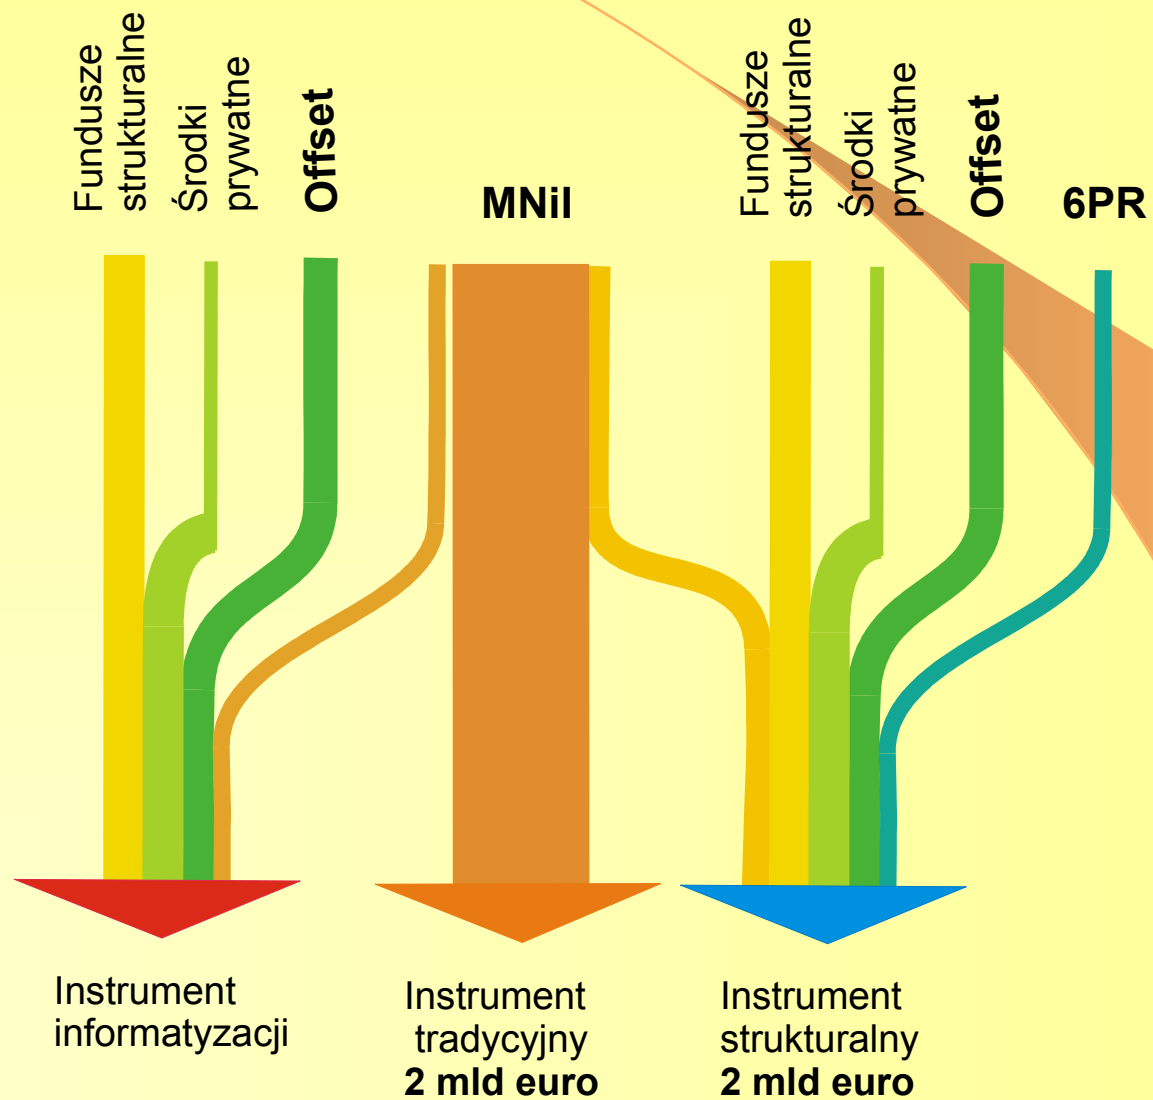 Fundusze
strukturalne
Środki
prywatne
Offset
MNiI
Fundusze
strukturalne
Środki
prywatne
Offset
6PR
Instrument
informatyzacji
Instrument
tradycyjny
2 mld euro
Instrument
strukturalny
2 mld euro